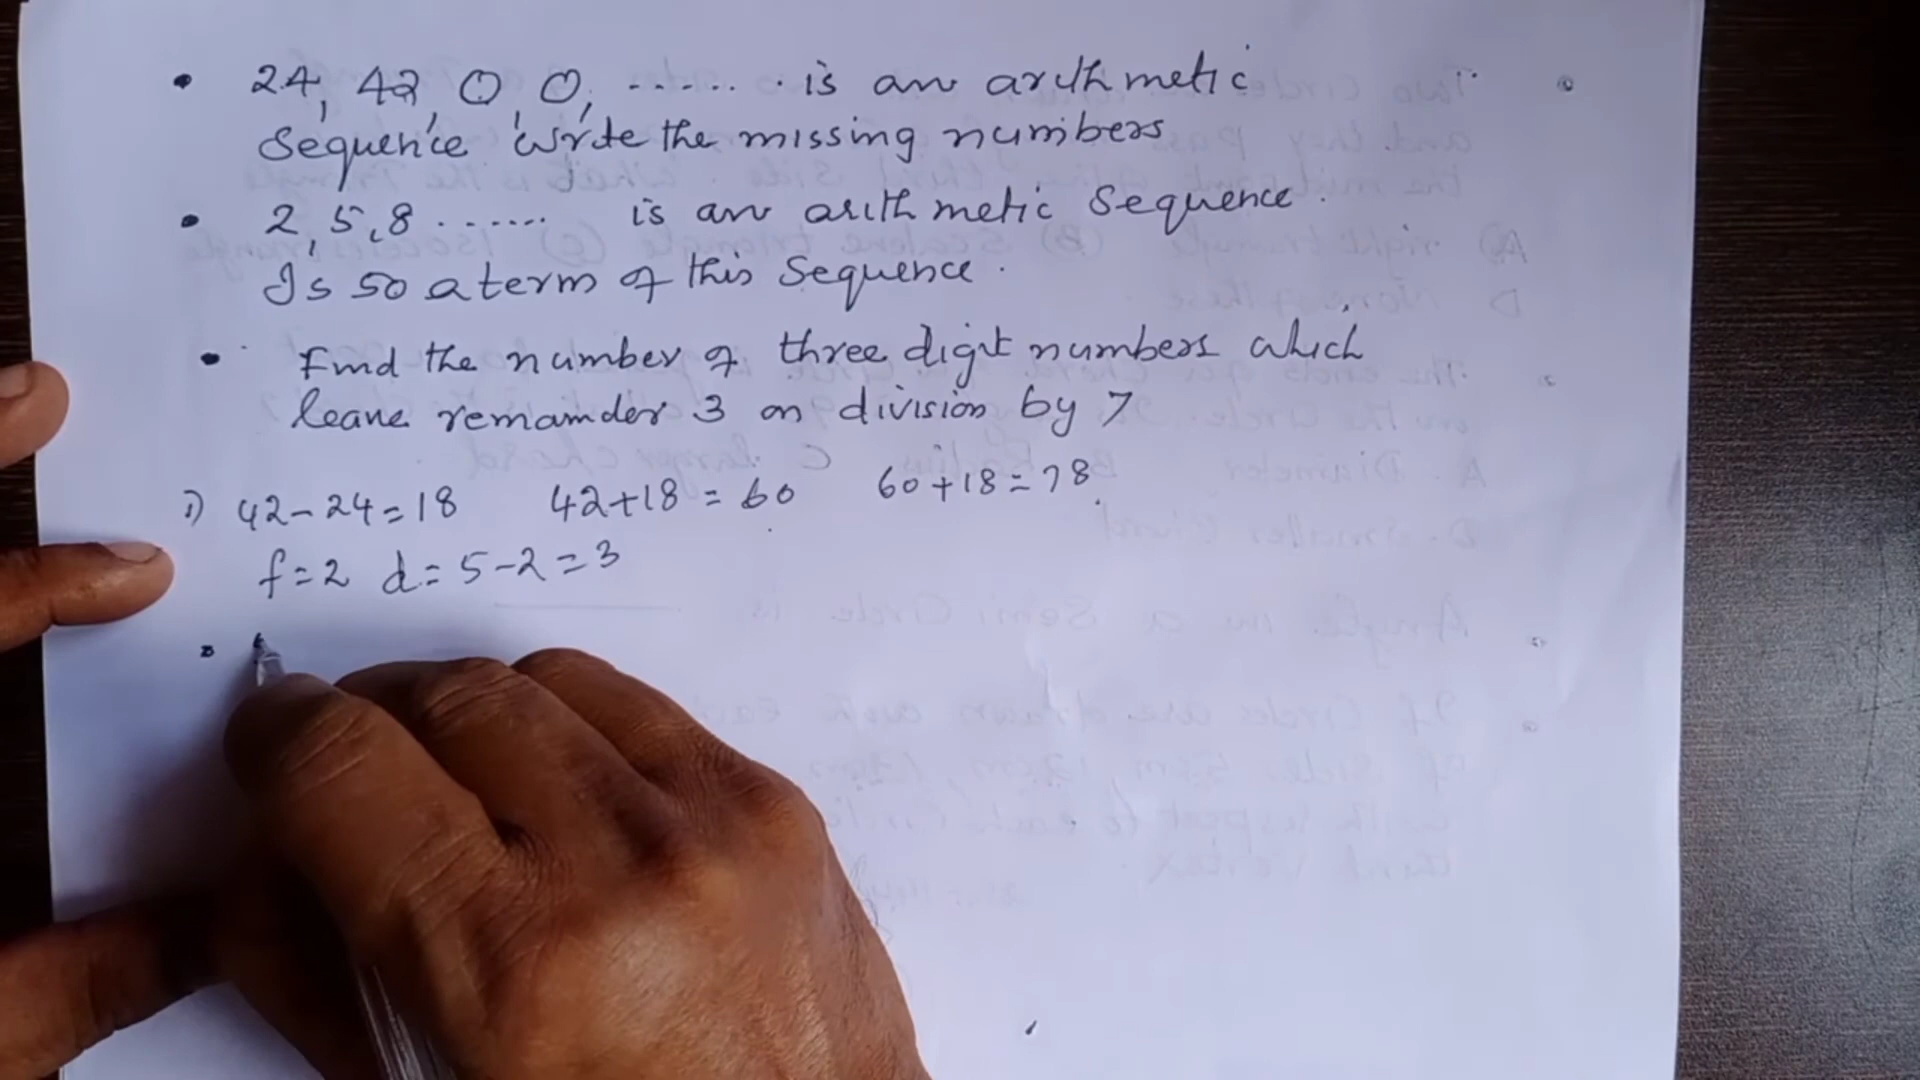 • 24, 42, O, O, ...... is an arithmetic
Sequence Write the missing numbers
• 2, 5, 8 ...... is an arithmetic Sequence.
Is 50 a term of this Sequence.
• Find the number of three digit numbers which
leave remainder 3 on division by 7
i) 42-24=18 42+18=60 60+18=78
f=2 d=5-2=3